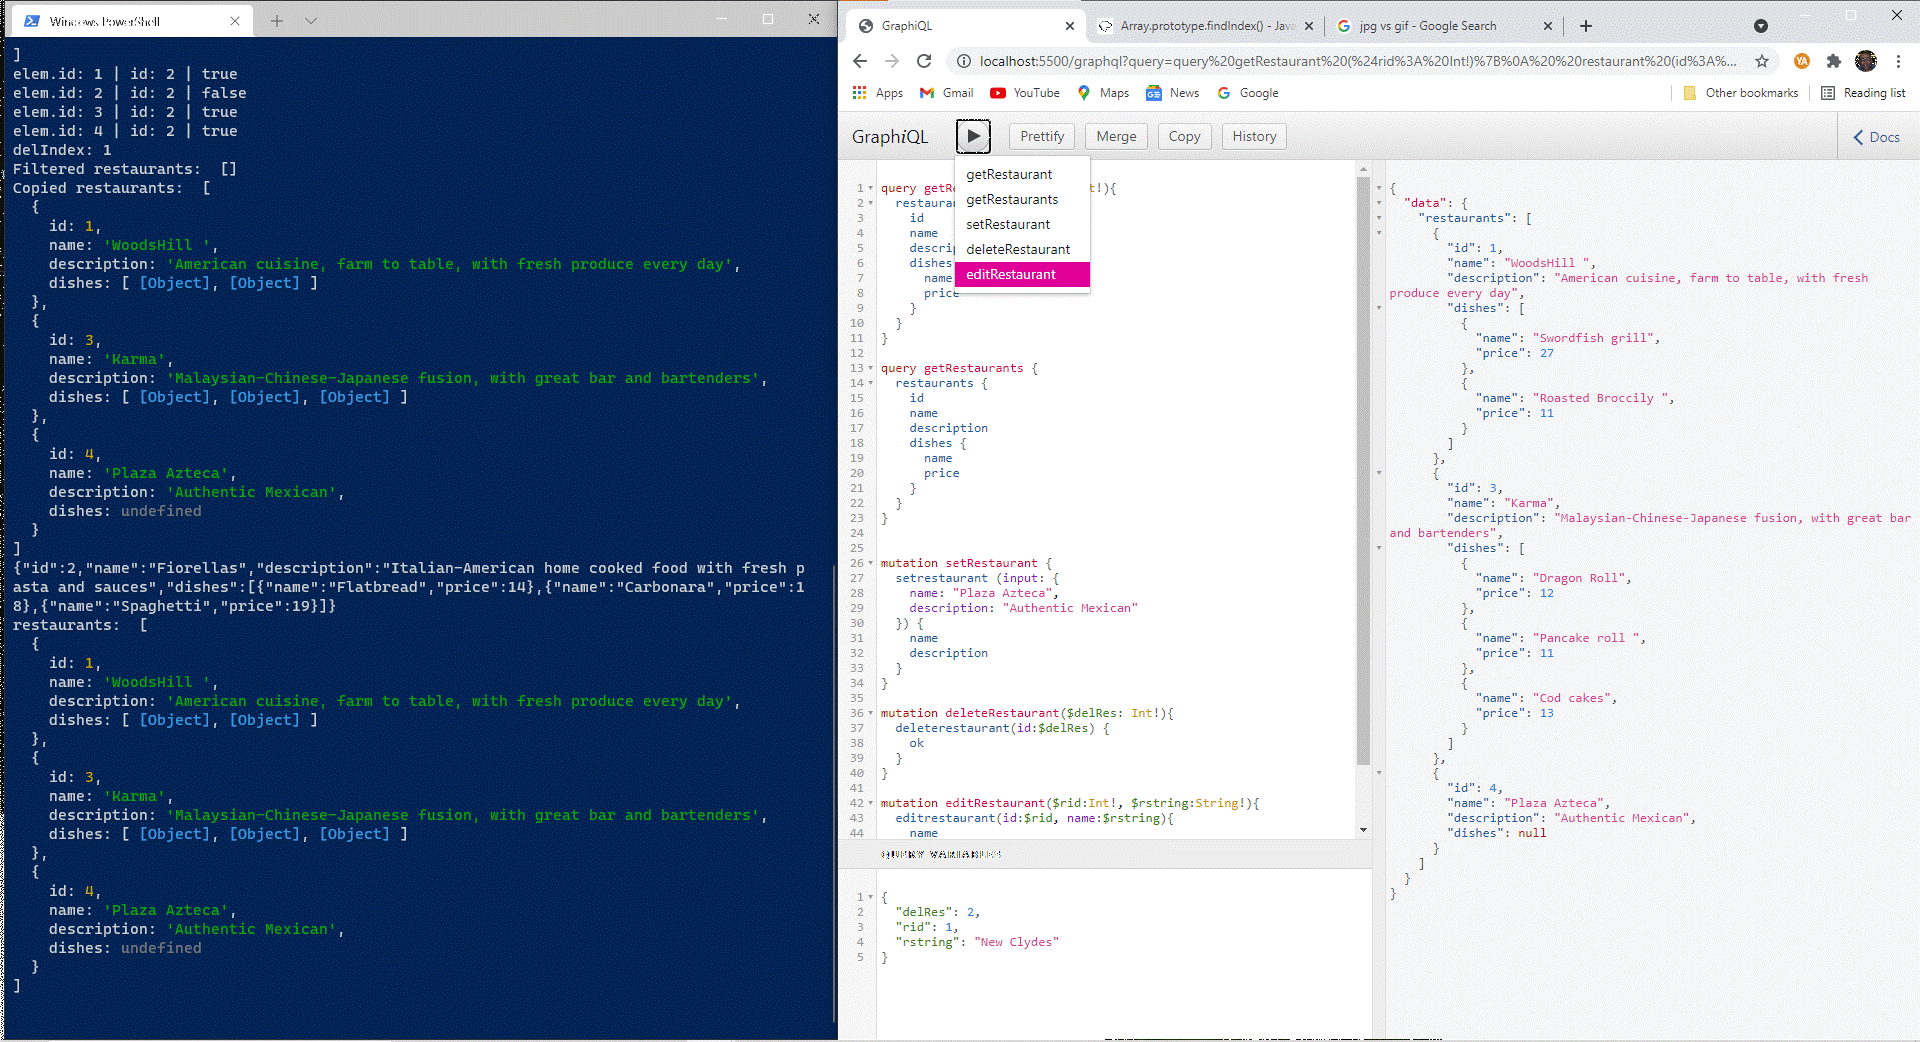 Windows PowerShell
]
elem.id: 1 | id: 2 | true
elem.id: 2 | id: 2 | false
elem.id: 3 | id: 2 | true
elem.id: 4 | id: 2 | true
delIndex: 1
Filtered restaurants:  []
Copied restaurants:  [
  {
    id: 1,
    name: 'WoodsHill ',
    description: 'American cuisine, farm to table, with fresh produce every day',
    dishes: [ [Object], [Object] ]
  },
  {
    id: 3,
    name: 'Karma',
    description: 'Malaysian-Chinese-Japanese fusion, with great bar and bartenders',
    dishes: [ [Object], [Object], [Object] ]
  },
  {
    id: 4,
    name: 'Plaza Azteca',
    description: 'Authentic Mexican',
    dishes: undefined
  }
]
{"id":2,"name":"Fiorellas","description":"Italian-American home cooked food with fresh p
asta and sauces","dishes":[{"name":"Flatbread","price":14},{"name":"Carbonara","price":1
8},{"name":"Spaghetti","price":19}]}
restaurants:  [
  {
    id: 1,
    name: 'WoodsHill ',
    description: 'American cuisine, farm to table, with fresh produce every day',
    dishes: [ [Object], [Object] ]
  },
  {
    id: 3,
    name: 'Karma',
    description: 'Malaysian-Chinese-Japanese fusion, with great bar and bartenders',
    dishes: [ [Object], [Object], [Object] ]
  },
  {
    id: 4,
    name: 'Plaza Azteca',
    description: 'Authentic Mexican',
    dishes: undefined
  }
]
GraphiQL
Array.prototype.findIndex() - Java
jpg vs gif - Google Search
localhost:5500/graphql?query=query%20getRestaurant%20(%24rid%3A%20Int!)%7B%0A%20%20restaurant%20(id%3A%...
YA
Apps Gmail YouTube Maps News Google Other bookmarks Reading list
GraphiQL Prettify Merge Copy History Docs
getRestaurant
getRestaurants
setRestaurant
deleteRestaurant
editRestaurant
1 query getRe t!){
2 restauran
3 id
4 name
5 descrip
6 dishes
7 name
8 price
9 }
10 }
11 }
12
13 query getRestaurants {
14 restaurants {
15 id
16 name
17 description
18 dishes {
19 name
20 price
21 }
22 }
23 }
24
25
26 mutation setRestaurant {
27 setrestaurant (input: {
28 name: "Plaza Azteca",
29 description: "Authentic Mexican"
30 }) {
31 name
32 description
33 }
34 }
35
36 mutation deleteRestaurant($delRes: Int!){
37 deleterestaurant(id:$delRes) {
38 ok
39 }
40 }
41
42 mutation editRestaurant($rid:Int!, $rstring:String!){
43 editrestaurant(id:$rid, name:$rstring){
44 name
QUERY VARIABLES
1 {
2 "delRes": 2,
3 "rid": 1,
4 "rstring": "New Clydes"
5 }
{
  "data": {
    "restaurants": [
      {
        "id": 1,
        "name": "WoodsHill ",
        "description": "American cuisine, farm to table, with fresh
produce every day",
        "dishes": [
          {
            "name": "Swordfish grill",
            "price": 27
          },
          {
            "name": "Roasted Broccily ",
            "price": 11
          }
        ]
      },
      {
        "id": 3,
        "name": "Karma",
        "description": "Malaysian-Chinese-Japanese fusion, with great bar
and bartenders",
        "dishes": [
          {
            "name": "Dragon Roll",
            "price": 12
          },
          {
            "name": "Pancake roll ",
            "price": 11
          },
          {
            "name": "Cod cakes",
            "price": 13
          }
        ]
      },
      {
        "id": 4,
        "name": "Plaza Azteca",
        "description": "Authentic Mexican",
        "dishes": null
      }
    ]
  }
}